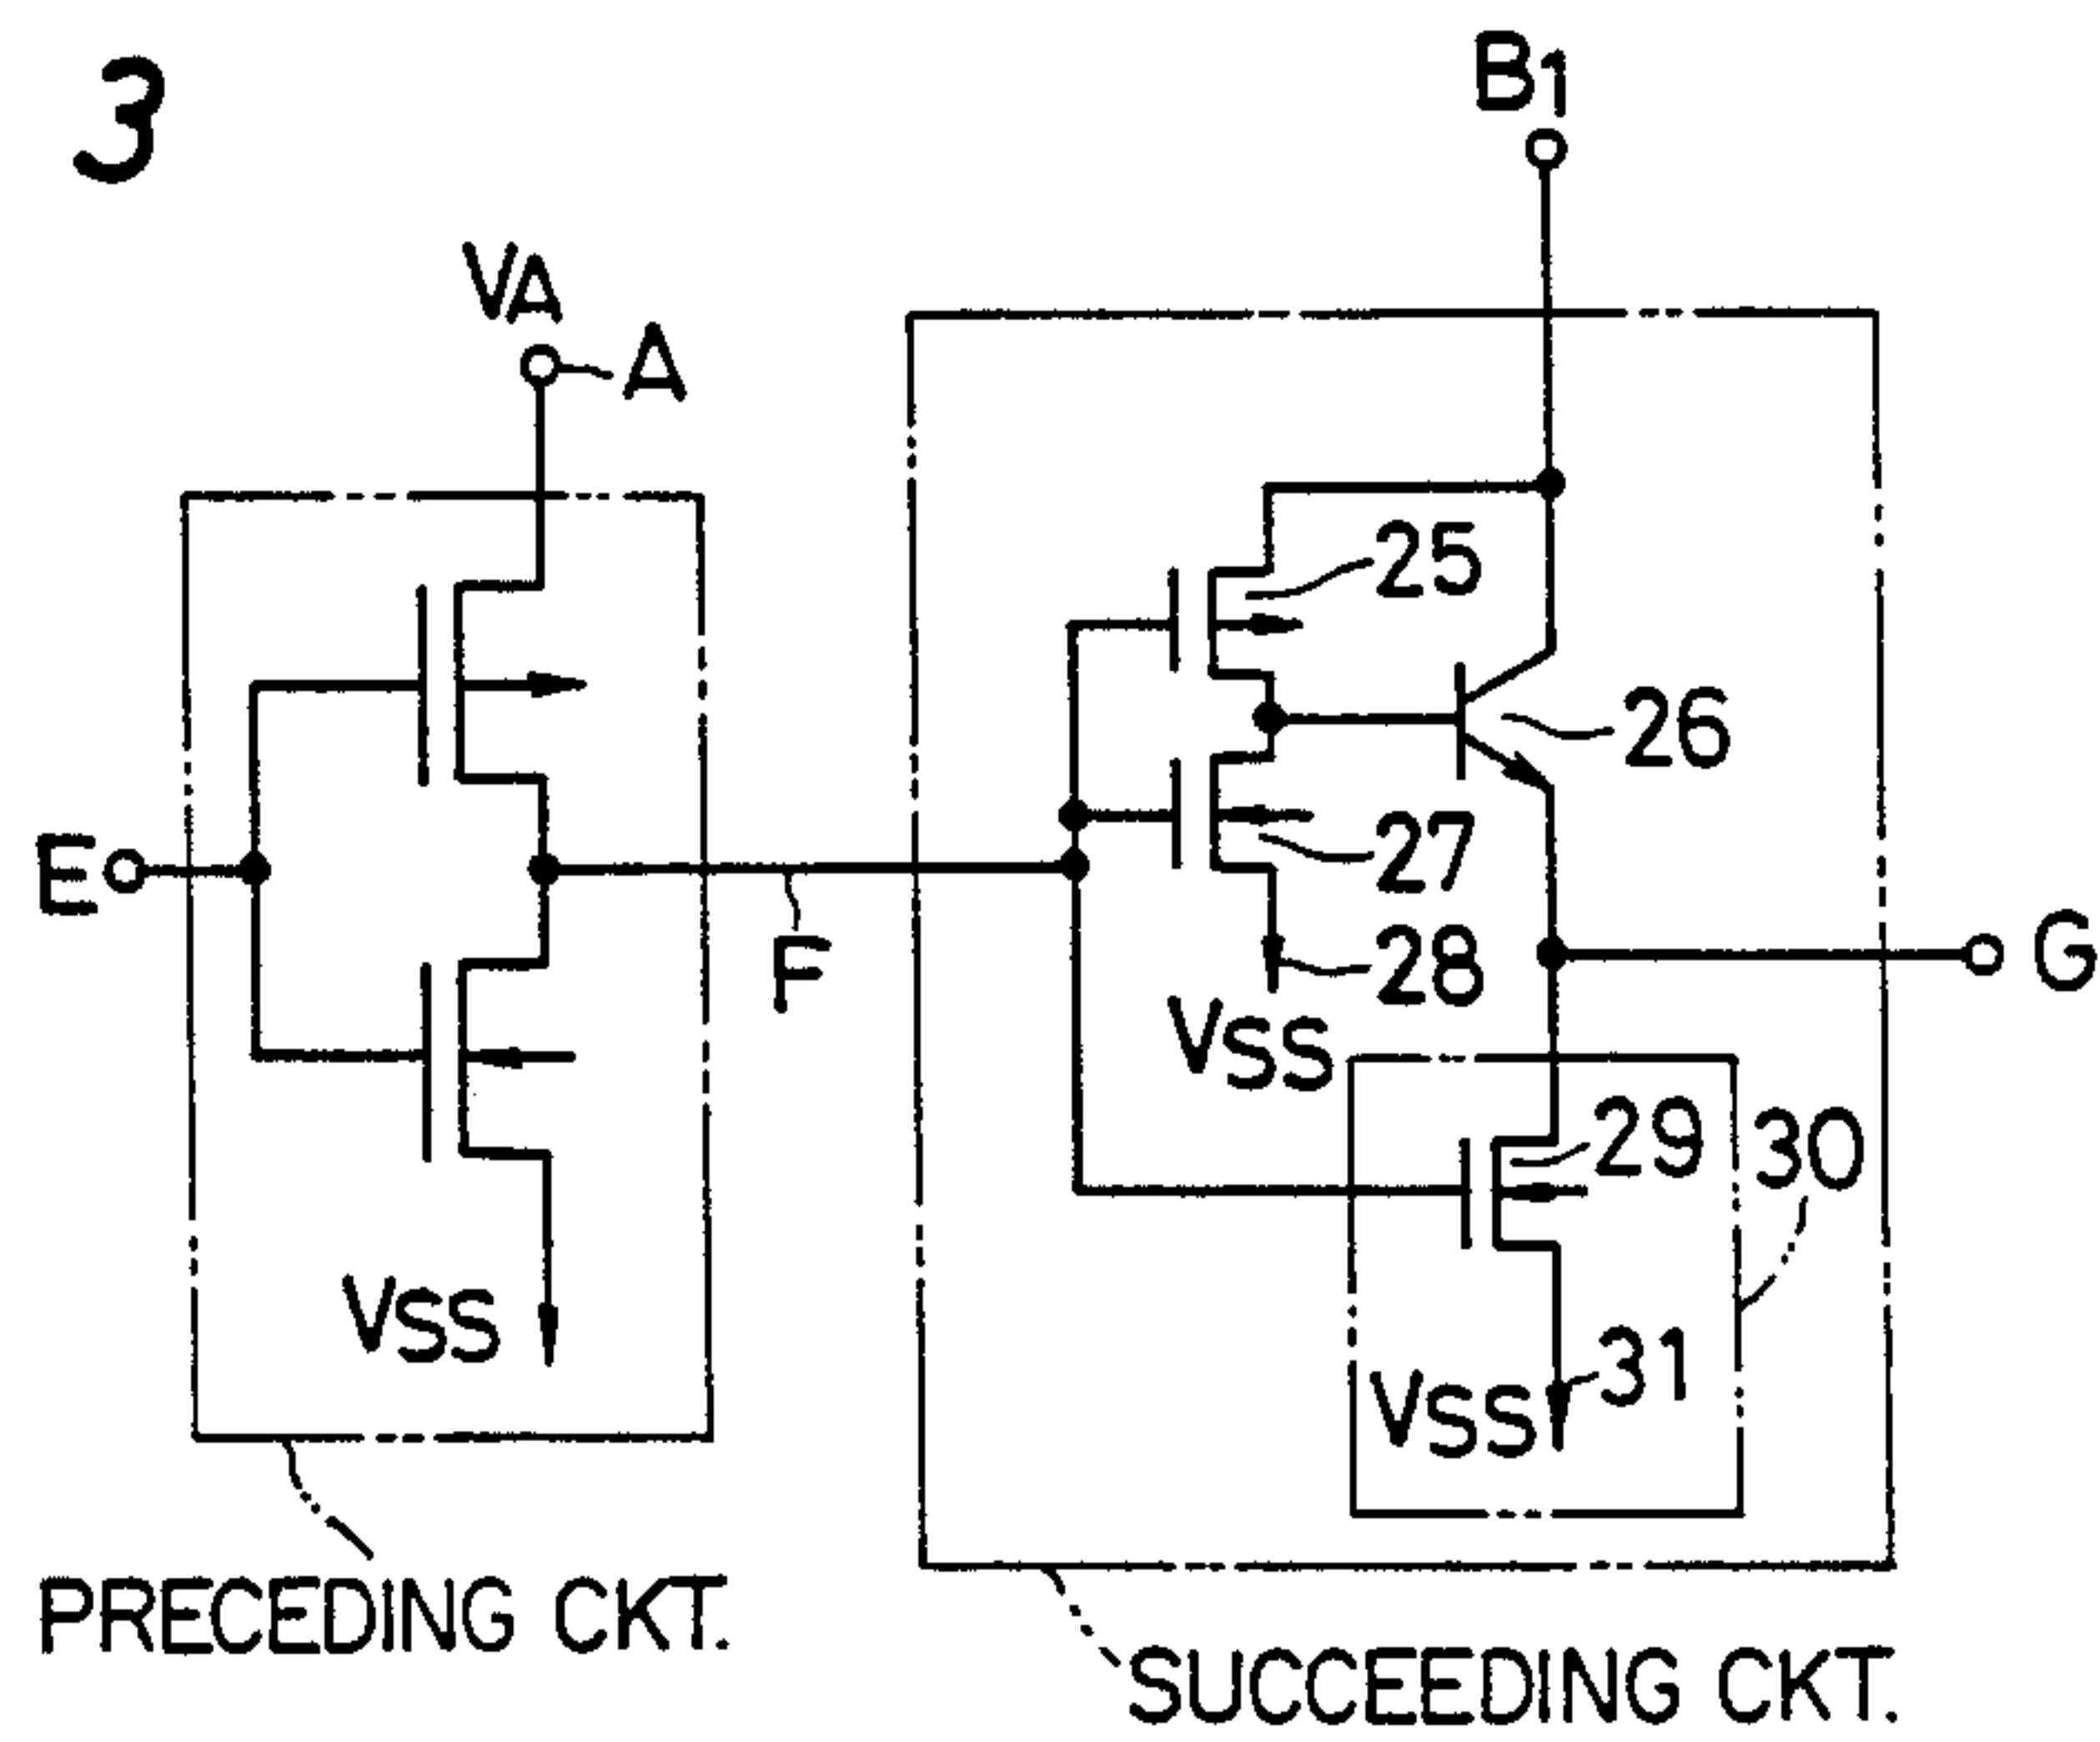 3
B1
VA
A
25
26
E
27
F
28
G
VSS
29
30
VSS
31
VSS
PRECEDING CKT.
SUCCEEDING CKT.